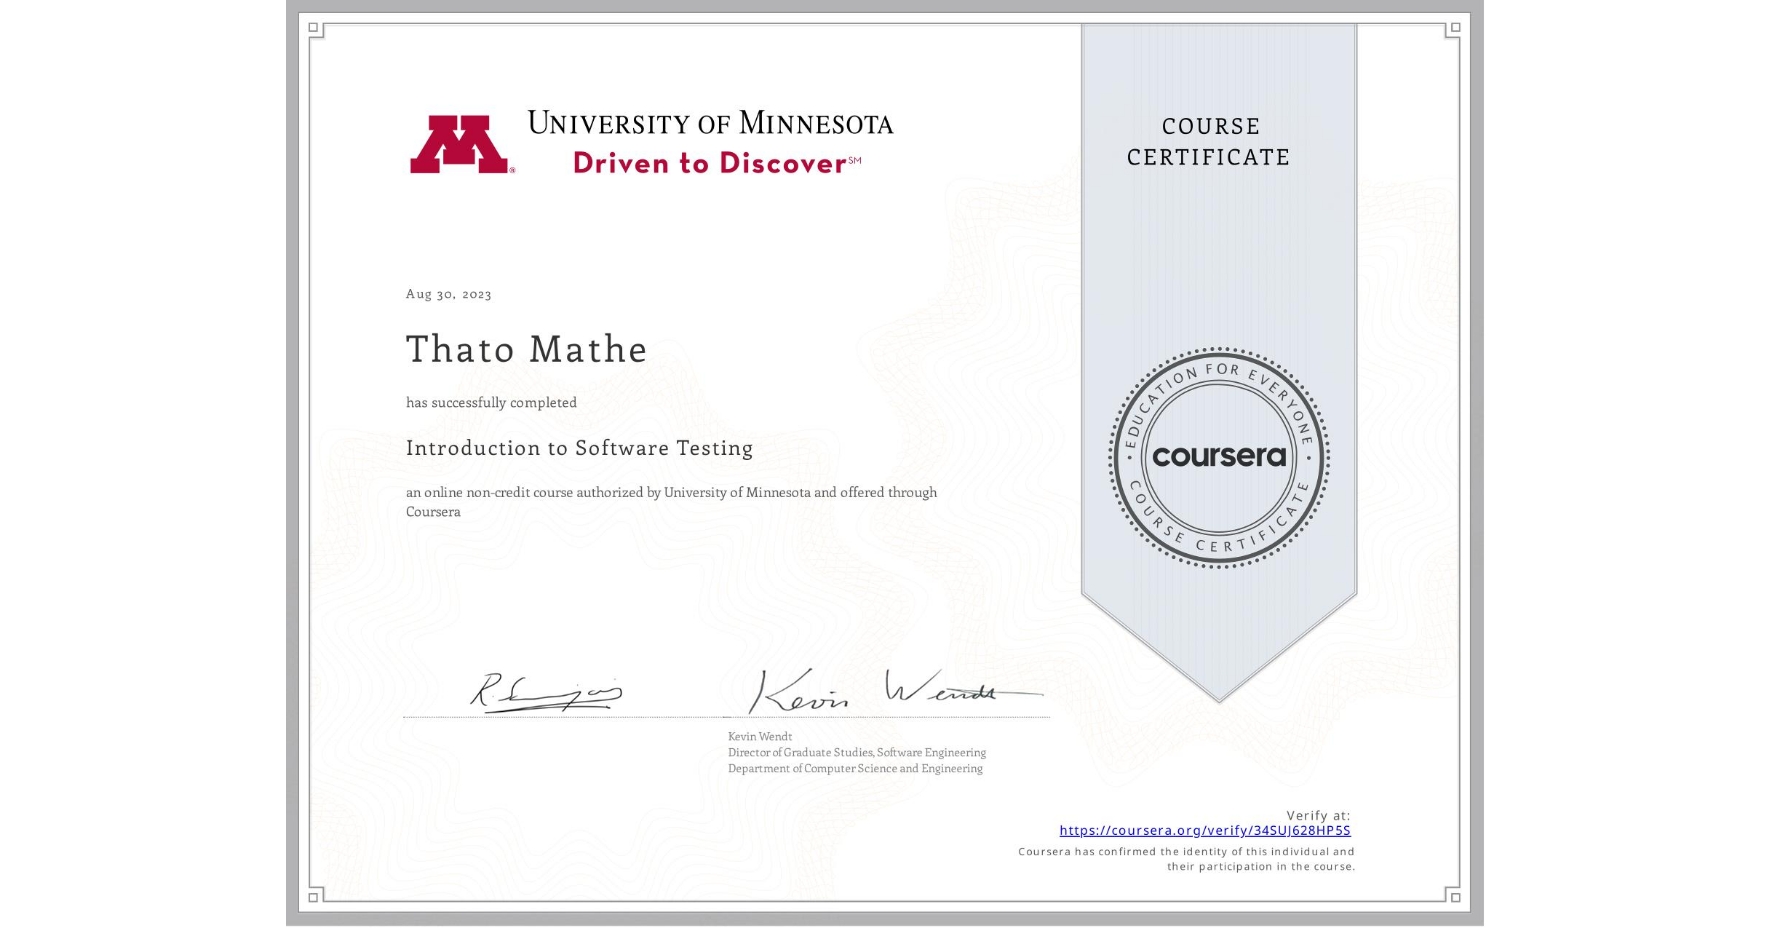 UNIVERSITY OF MINNESOTA
Driven to Discover℠
COURSE
CERTIFICATE
Aug 30, 2023
Thato Mathe
has successfully completed
Introduction to Software Testing
an online non-credit course authorized by University of Minnesota and offered through
Coursera
EDUCATION FOR EVERYONE
coursera
COURSE CERTIFICATE
Kevin Wendt
Kevin Wendt
Director of Graduate Studies, Software Engineering
Department of Computer Science and Engineering
Verify at:
https://coursera.org/verify/34SUJ628HP5S
Coursera has confirmed the identity of this individual and
their participation in the course.